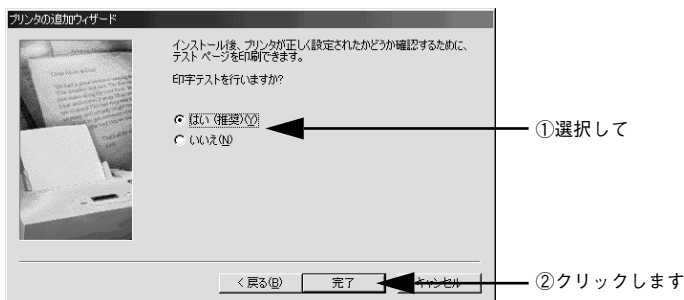 プリンタの追加ウィザード
インストール後、プリンタが正しく設定されたかどうか確認するために、
テスト ページを印刷できます。
印字テストを行いますか?
はい (推奨)(Y)
いいえ(N)
①選択して
< 戻る(B)
完了
キャンセル
②クリックします